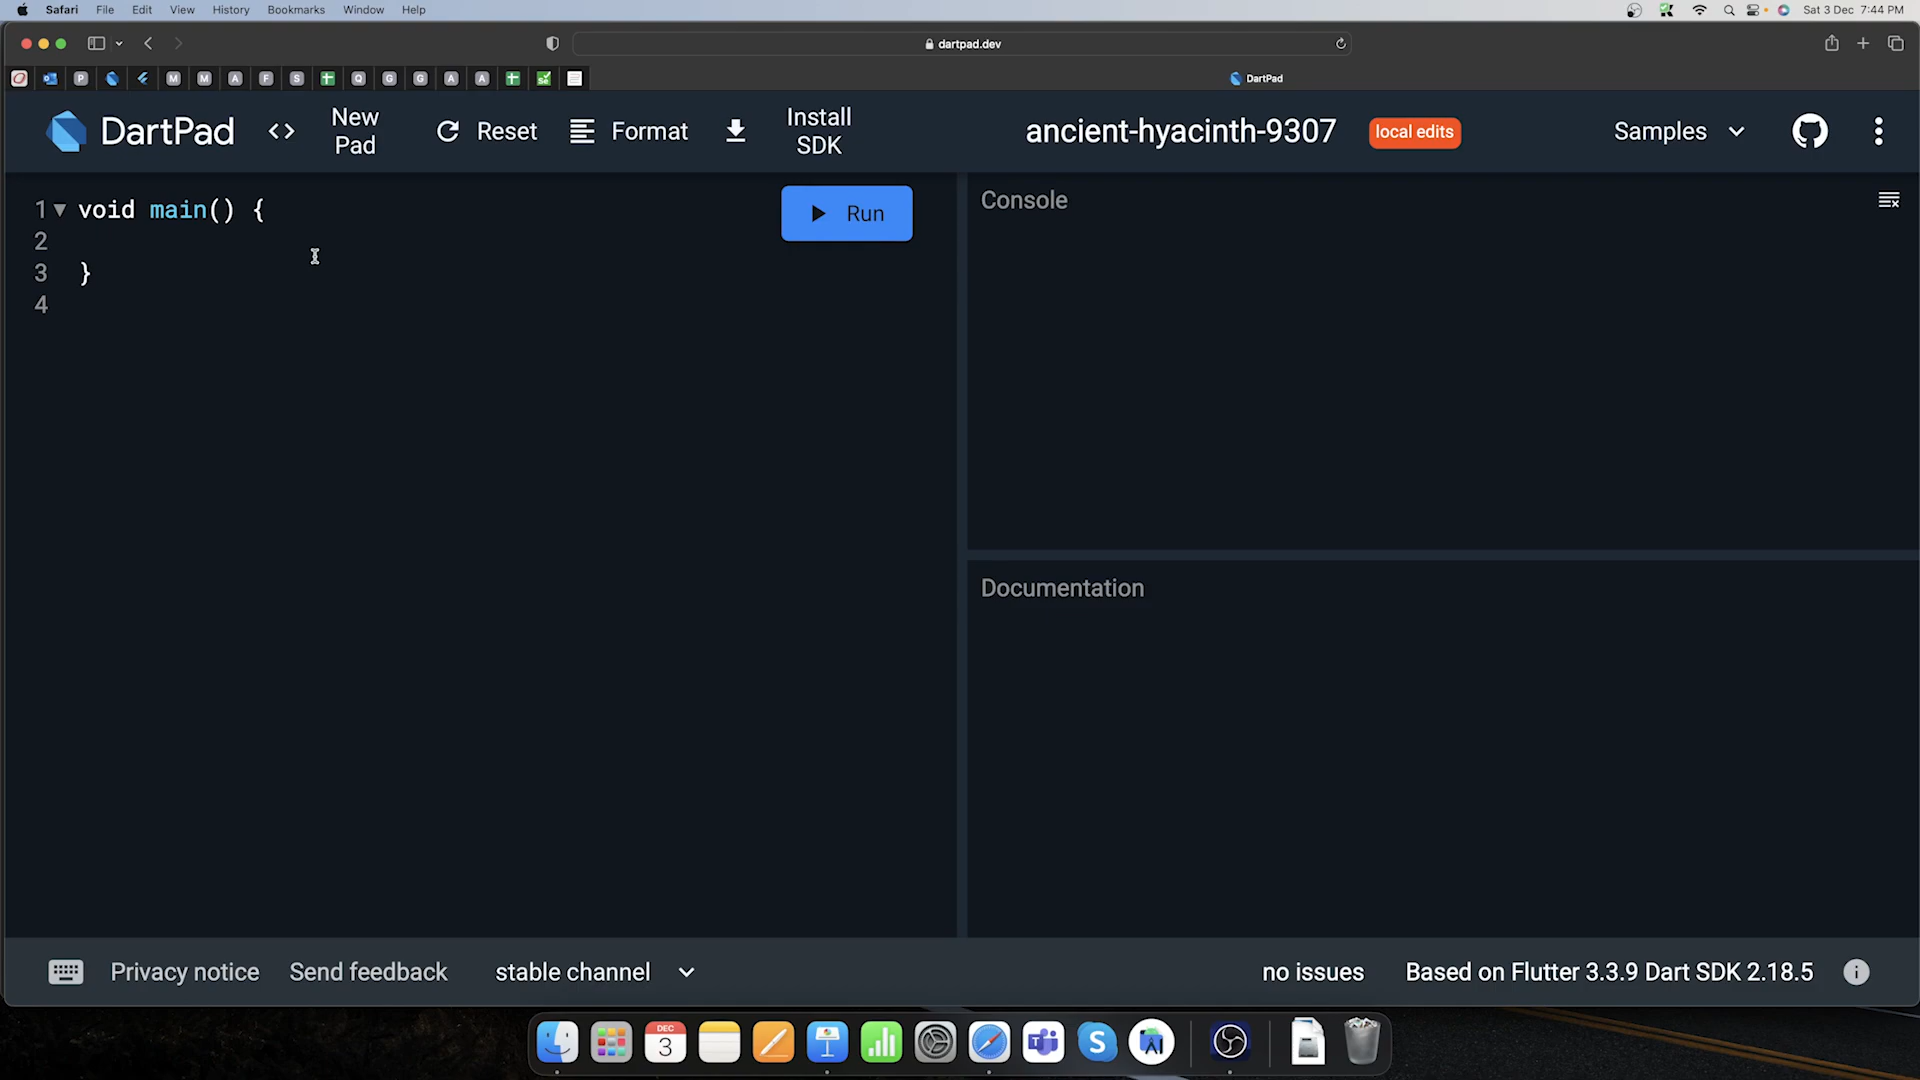 Safari File Edit View History Bookmarks Window Help Sat 3 Dec 7:44 PM
dartpad.dev
P M M A F S Q G G A A Se DartPad
DartPad <> New Pad Reset Format Install SDK ancient-hyacinth-9307 local edits Samples
1 void main() {
2
3 }
4
Run
Console
Documentation
Privacy notice Send feedback stable channel no issues Based on Flutter 3.3.9 Dart SDK 2.18.5
DEC
3